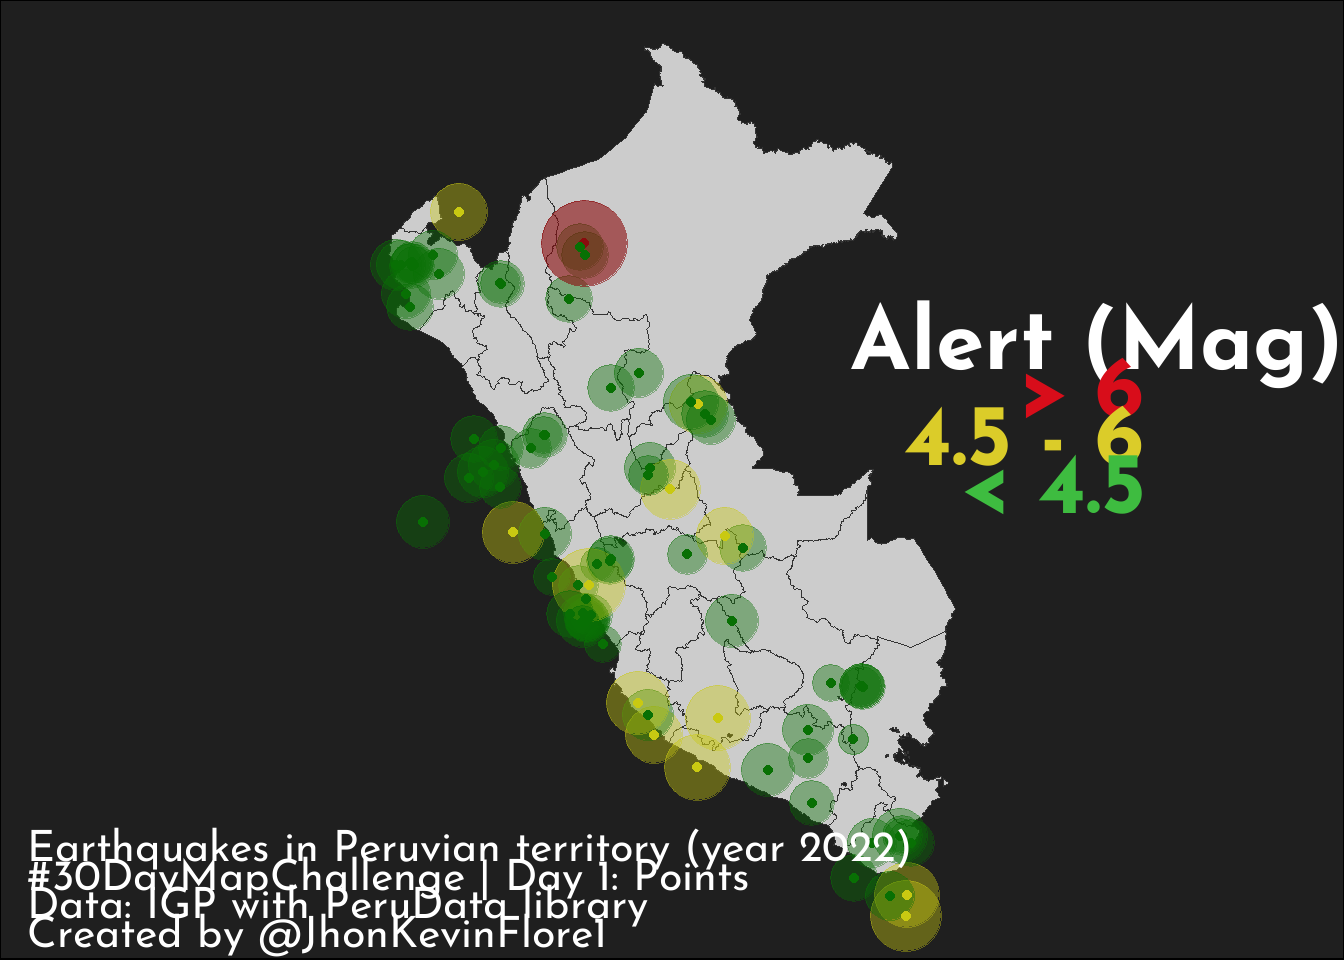 Alert (Mag)
> 6
4.5 - 6
< 4.5
Earthquakes in Peruvian territory (year 2022)
#30DayMapChallenge | Day 1: Points
Data: IGP with PeruData library
Created by @JhonKevinFlore1